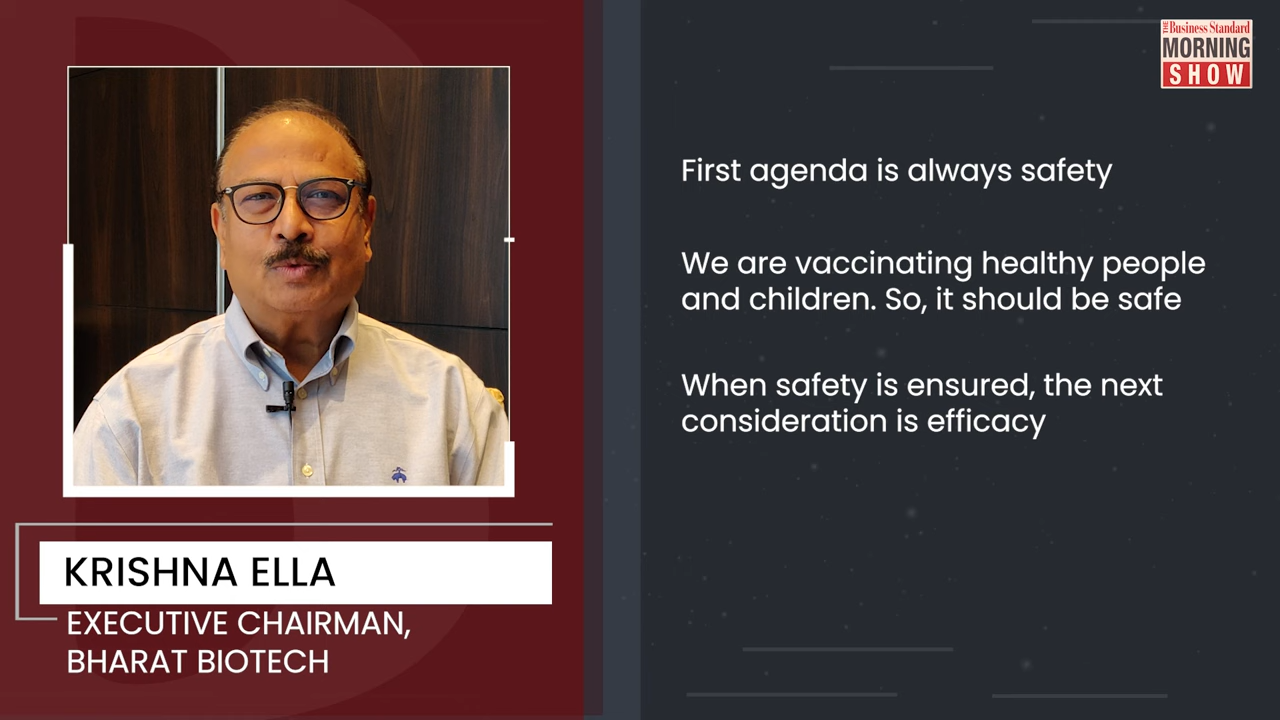 THE Business Standard
MORNING
SHOW
First agenda is always safety
We are vaccinating healthy people
and children. So, it should be safe
When safety is ensured, the next
consideration is efficacy
KRISHNA ELLA
EXECUTIVE CHAIRMAN,
BHARAT BIOTECH